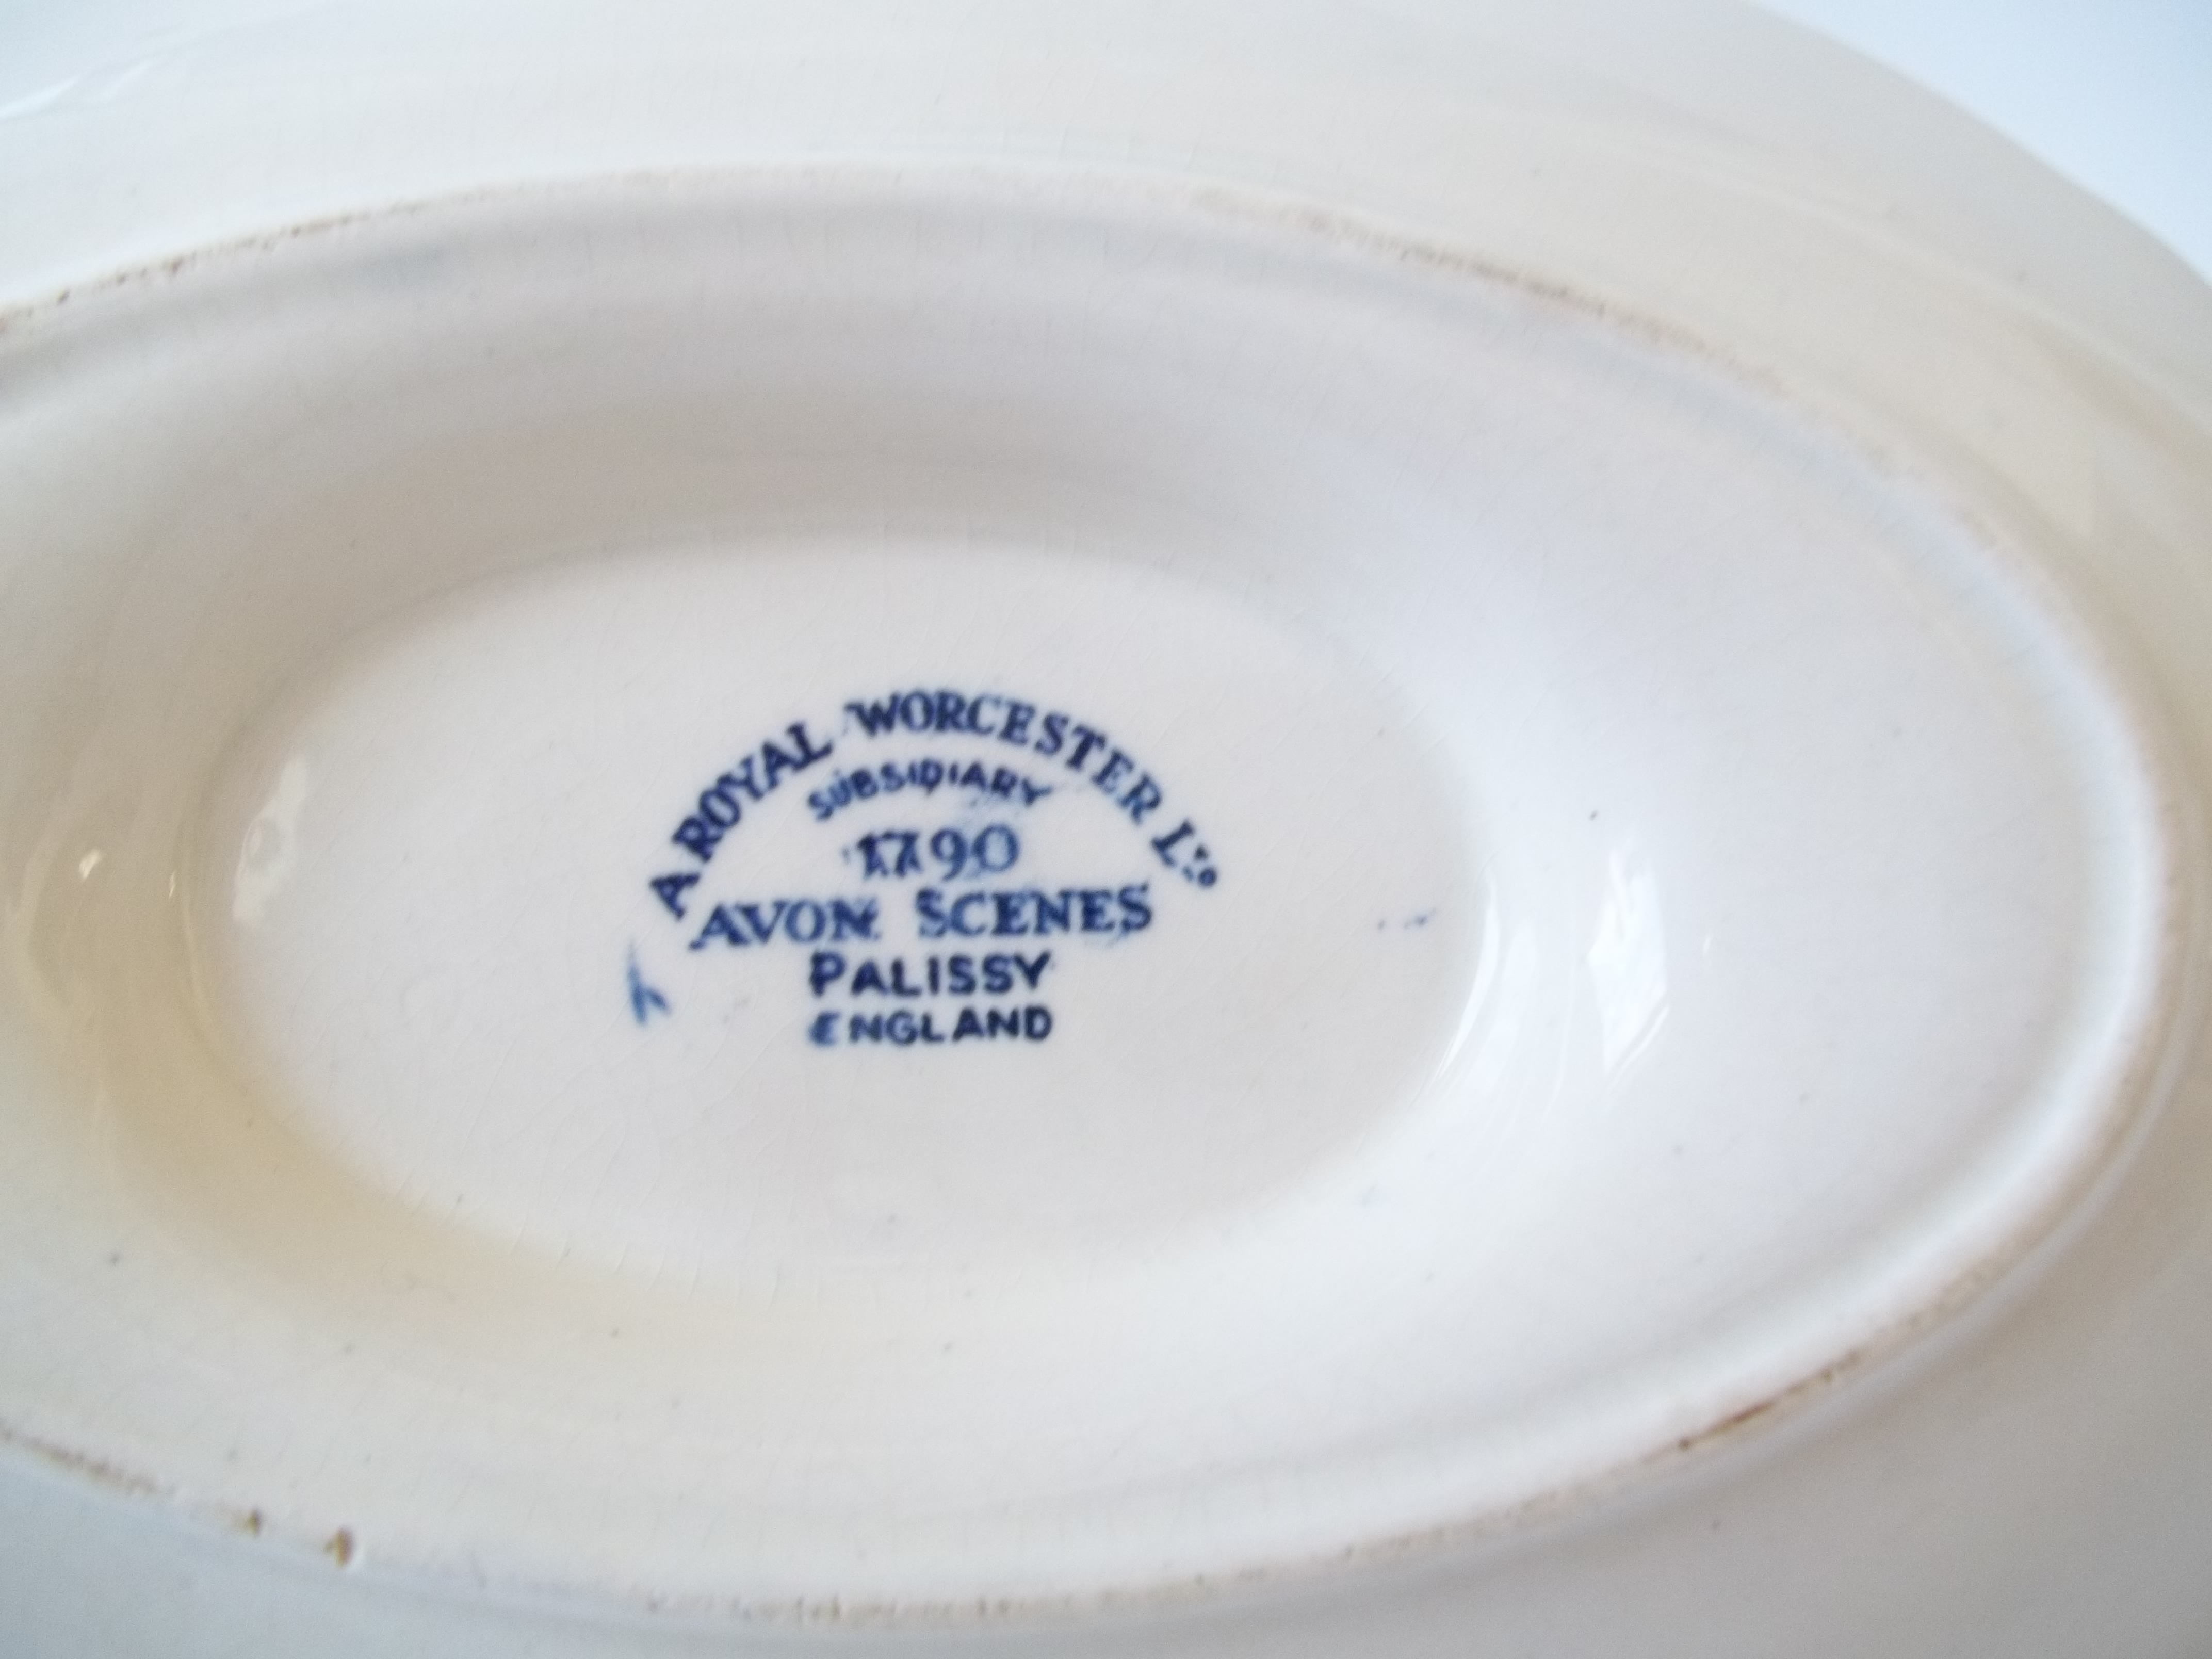 A ROYAL WORCESTER LTD
SUBSIDIARY
1790
AVON SCENES
PALISSY
ENGLAND